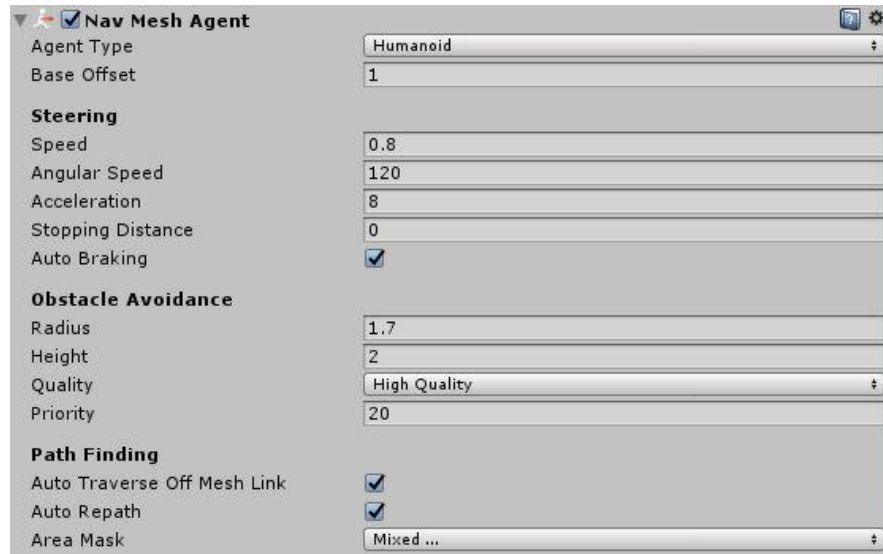 Nav Mesh Agent
Agent Type Humanoid
Base Offset 1
Steering
Speed 0.8
Angular Speed 120
Acceleration 8
Stopping Distance 0
Auto Braking
Obstacle Avoidance
Radius 1.7
Height 2
Quality High Quality
Priority 20
Path Finding
Auto Traverse Off Mesh Link
Auto Repath
Area Mask Mixed ...